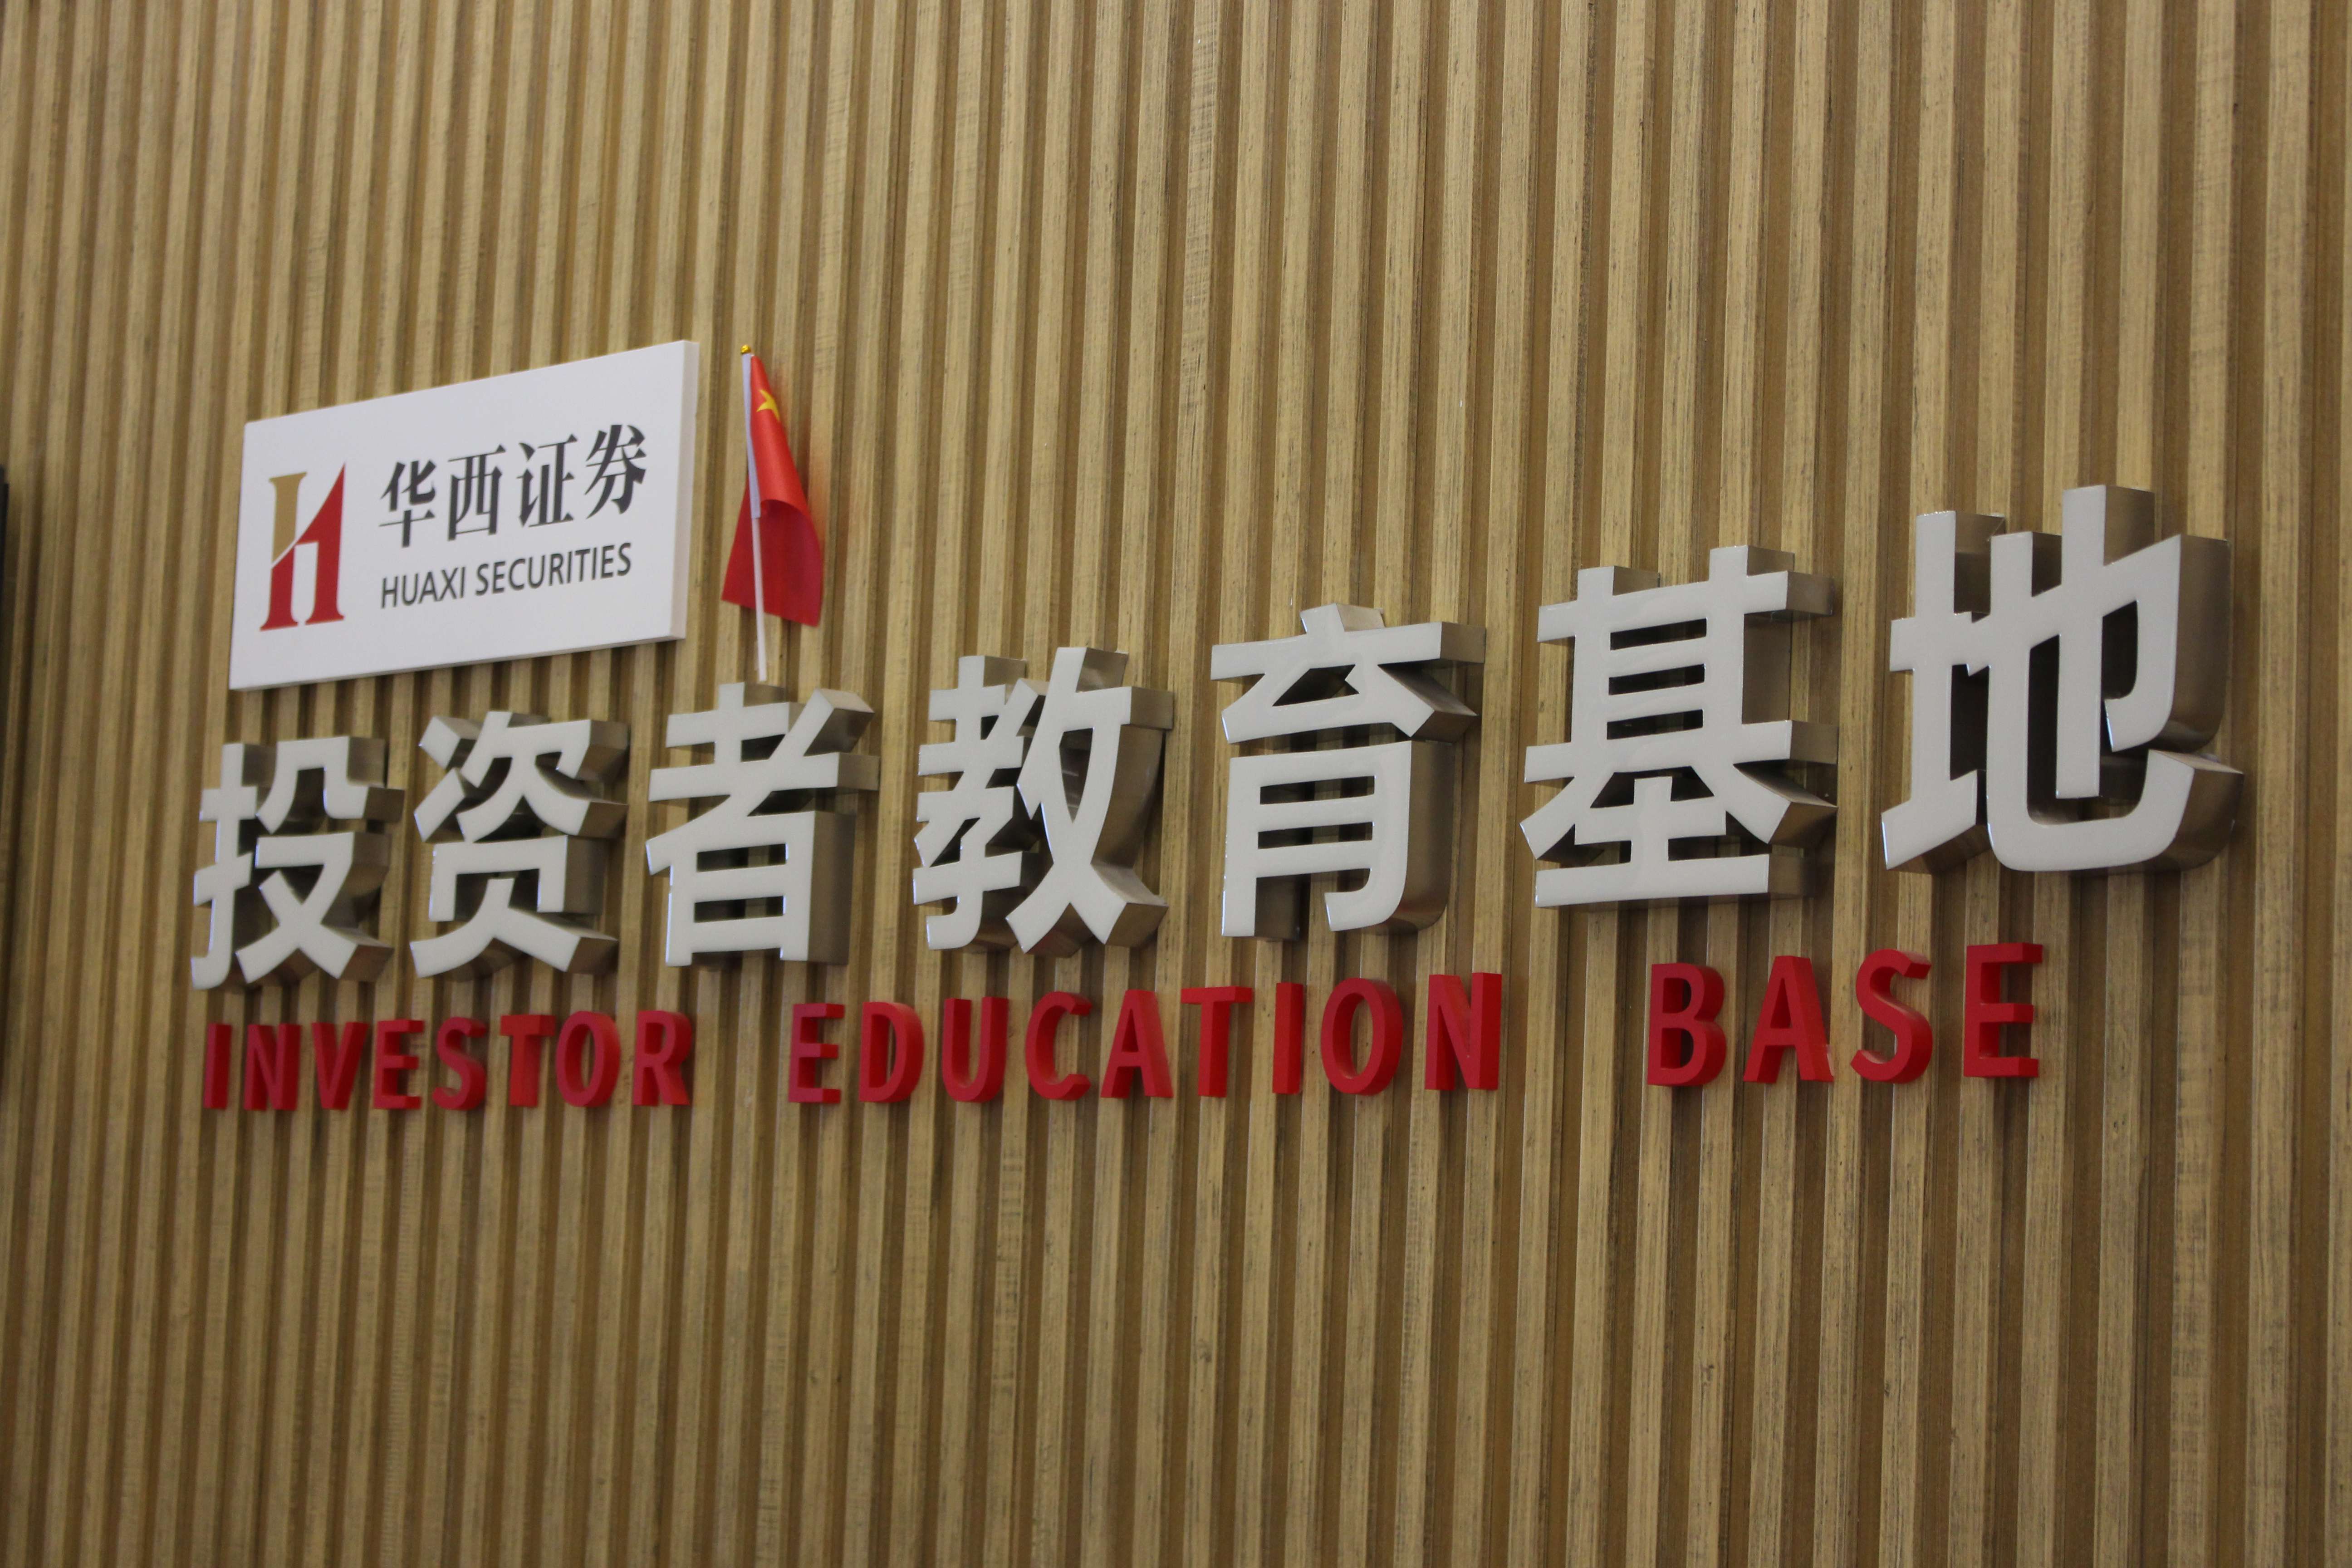 华西证券
HUAXI SECURITIES
投资者教育基地
INVESTOR EDUCATION BASE